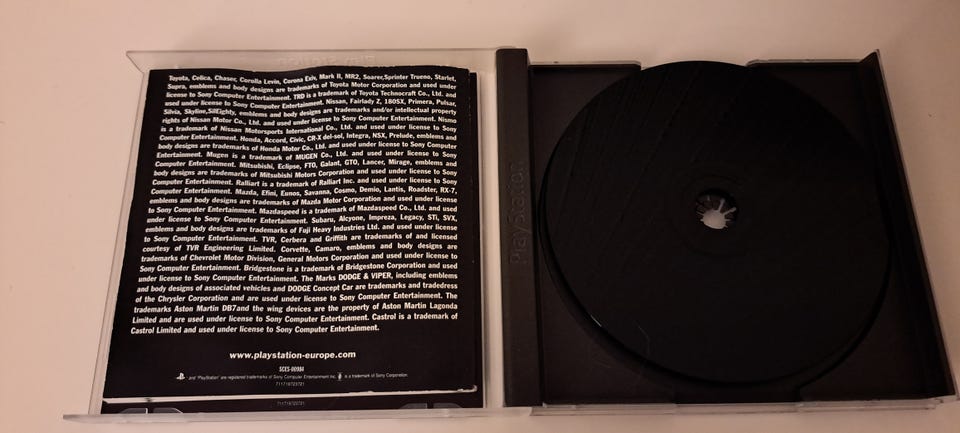 Toyota, Celica, Chaser, Corolla Levin, Corona Exiv, Mark II, MR2, Soarer,Sprinter Trueno, Starlet,
Supra, emblems and body designs are trademarks of Toyota Motor Corporation and used under
license to Sony Computer Entertainment. TRD is a trademark of Toyota Technocraft Co., Ltd. and
used under license to Sony Computer Entertainment. Nissan, Fairlady Z, 180SX, Primera, Pulsar,
Silvia, Skyline,SilEighty, emblems and body designs are trademarks and/or intellectual property
rights of Nissan Motor Co., Ltd. and used under license to Sony Computer Entertainment. Nismo
is a trademark of Nissan Motorsports International Co., Ltd. and used under license to Sony
Computer Entertainment. Honda, Accord, Civic, CR-X del-sol, Integra, NSX, Prelude, emblems and
body designs are trademarks of Honda Motor Co., Ltd. and used under license to Sony Computer
Entertainment. Mugen is a trademark of MUGEN Co., Ltd. and used under license to Sony
Computer Entertainment. Mitsubishi, Eclipse, FTO, Galant, GTO, Lancer, Mirage, emblems and
body designs are trademarks of Mitsubishi Motors Corporation and used under license to Sony
Computer Entertainment. Ralliart is a trademark of Ralliart Inc. and used under license to Sony
Computer Entertainment. Mazda, Efini, Eunos, Savanna, Cosmo, Demio, Lantis, Roadster, RX-7,
emblems and body designs are trademarks of Mazda Motor Corporation and used under license
to Sony Computer Entertainment. Mazdaspeed is a trademark of Mazdaspeed Co., Ltd. and used
under license to Sony Computer Entertainment. Subaru, Alcyone, Impreza, Legacy, STi, SVX,
emblems and body designs are trademarks of Fuji Heavy Industries Ltd. and used under license
to Sony Computer Entertainment. TVR, Cerbera and Griffith are trademarks of and licensed
courtesy of TVR Engineering Limited. Corvette, Camaro, emblems and body designs are
trademarks of Chevrolet Motor Division, General Motors Corporation and used under license to
Sony Computer Entertainment. Bridgestone is a trademark of Bridgestone Corporation and used
under license to Sony Computer Entertainment. The Marks DODGE & VIPER, including emblems
and body designs of associated vehicles and DODGE Concept Car are trademarks and tradedress
of the Chrysler Corporation and are used under license to Sony Computer Entertainment. The
trademarks Aston Martin DB7and the wing devices are the property of Aston Martin Lagonda
Limited and are used under license to Sony Computer Entertainment. Castrol is a trademark of
Castrol Limited and used under license to Sony Computer Entertainment.
www.playstation-europe.com
SCES-00984
and "PlayStation" are registered trademarks of Sony Computer Entertainment Inc. is a trademark of Sony Corporation.
711719723721
711719723721
PlayStation